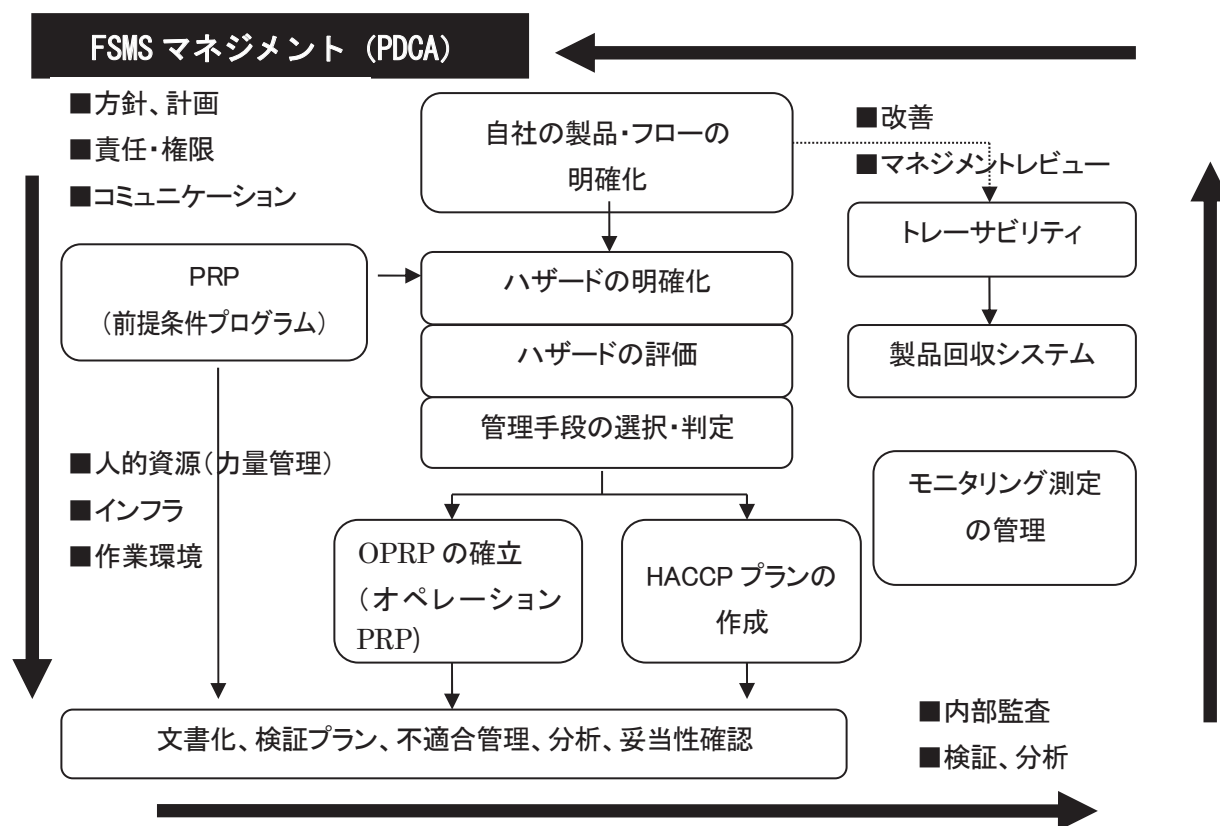 FSMS マネジメント (PDCA)
■方針、計画
■責任・権限
■コミュニケーション
自社の製品・フローの
明確化
■改善
■マネジメントレビュー
トレーサビリティ
PRP
（前提条件プログラム）
ハザードの明確化
ハザードの評価
製品回収システム
管理手段の選択・判定
■人的資源（力量管理）
■インフラ
■作業環境
モニタリング測定
の管理
OPRP の確立
（オペレーション
PRP)
HACCP プランの
作成
文書化、検証プラン、不適合管理、分析、妥当性確認
■内部監査
■検証、分析